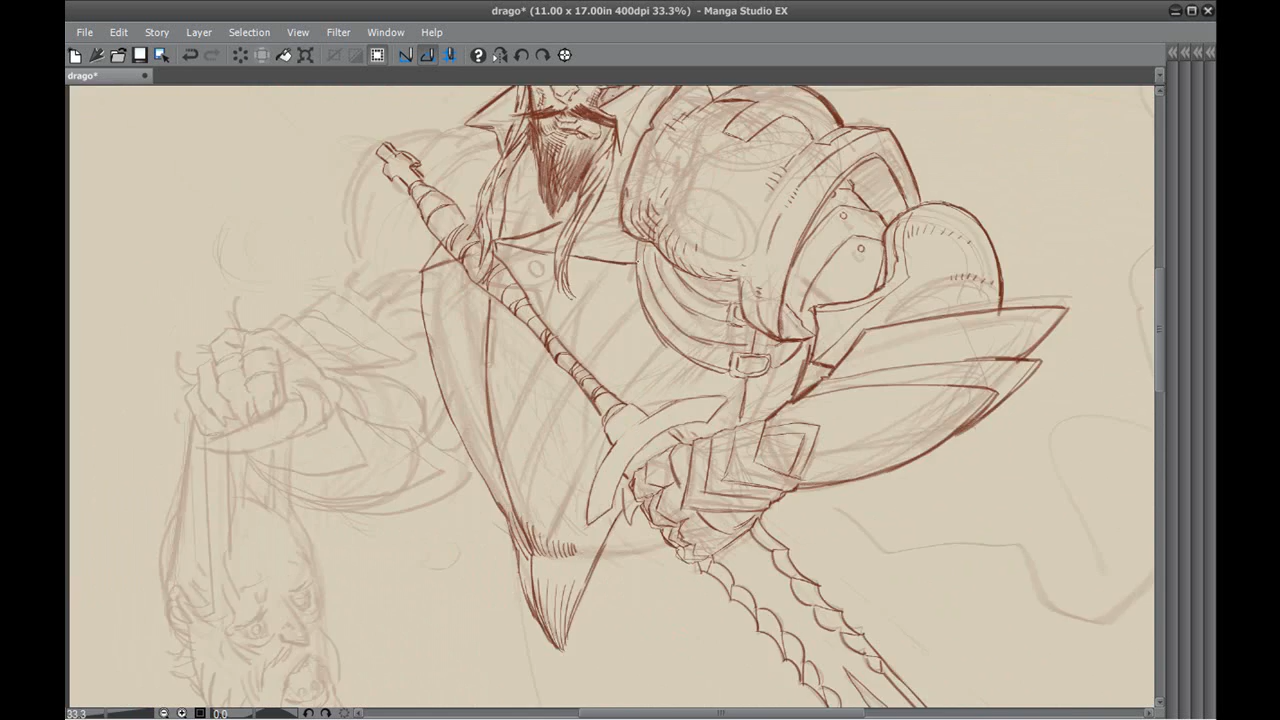 drago* (11.00 x 17.00in 400dpi 33.3%) - Manga Studio EX
File Edit Story Layer Selection View Filter Window Help
drago*
33.3 0.0